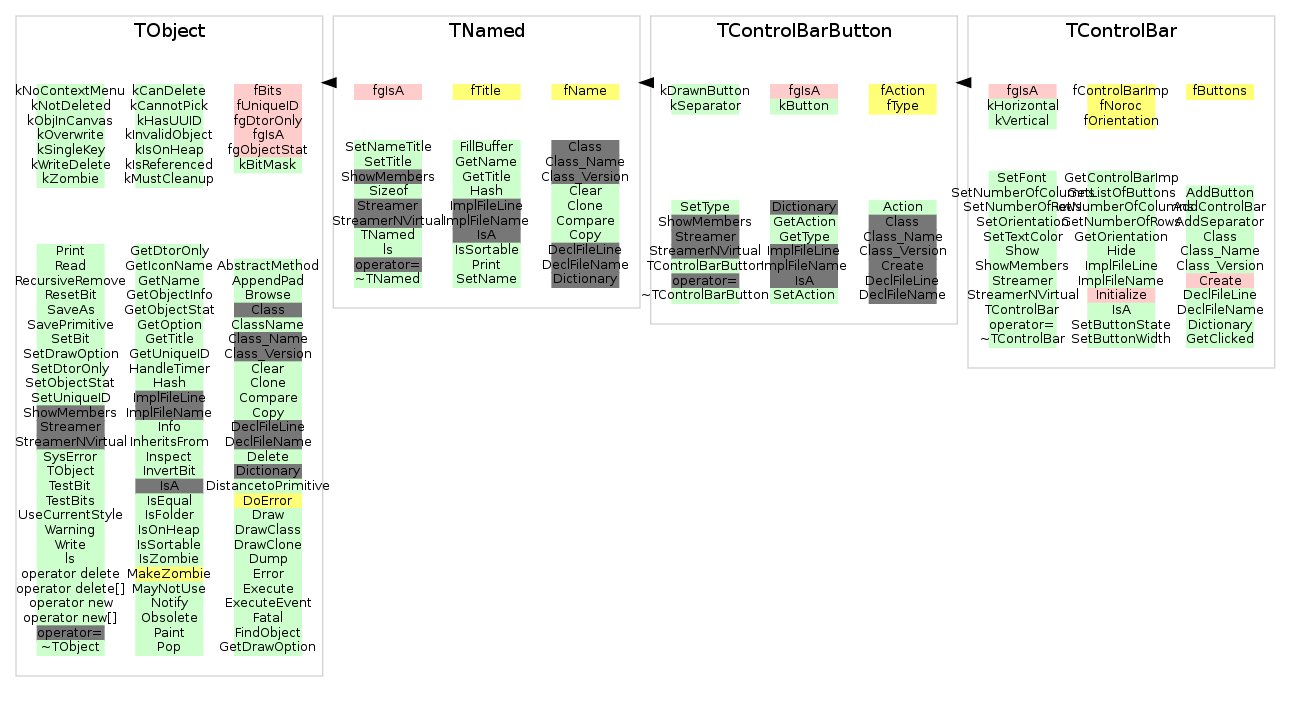 TObject
kNoContextMenu
kNotDeleted
kObjInCanvas
kOverwrite
kSingleKey
kWriteDelete
kZombie
kCanDelete
kCannotPick
kHasUUID
kInvalidObject
kIsOnHeap
kIsReferenced
kMustCleanup
fBits
fUniqueID
fgDtorOnly
fgIsA
fgObjectStat
kBitMask
Print
Read
RecursiveRemove
ResetBit
SaveAs
SavePrimitive
SetBit
SetDrawOption
SetDtorOnly
SetObjectStat
SetUniqueID
ShowMembers
Streamer
StreamerNVirtual
SysError
TObject
TestBit
TestBits
UseCurrentStyle
Warning
Write
ls
operator delete
operator delete[]
operator new
operator new[]
operator=
~TObject
GetDtorOnly
GetIconName
GetName
GetObjectInfo
GetObjectStat
GetOption
GetTitle
GetUniqueID
HandleTimer
Hash
ImplFileLine
ImplFileName
Info
InheritsFrom
Inspect
InvertBit
IsA
IsEqual
IsFolder
IsOnHeap
IsSortable
IsZombie
MakeZombie
MayNotUse
Notify
Obsolete
Paint
Pop
AbstractMethod
AppendPad
Browse
Class
ClassName
Class_Name
Class_Version
Clear
Clone
Compare
Copy
DeclFileLine
DeclFileName
Delete
Dictionary
DistancetoPrimitive
DoError
Draw
DrawClass
DrawClone
Dump
Error
Execute
ExecuteEvent
Fatal
FindObject
GetDrawOption
TNamed
fgIsA
fTitle
fName
SetNameTitle
SetTitle
ShowMembers
Sizeof
Streamer
StreamerNVirtual
TNamed
ls
operator=
~TNamed
FillBuffer
GetName
GetTitle
Hash
ImplFileLine
ImplFileName
IsA
IsSortable
Print
SetName
Class
Class_Name
Class_Version
Clear
Clone
Compare
Copy
DeclFileLine
DeclFileName
Dictionary
TControlBarButton
kDrawnButton
kSeparator
fgIsA
kButton
fAction
fType
SetType
ShowMembers
Streamer
StreamerNVirtual
TControlBarButton
operator=
~TControlBarButton
Dictionary
GetAction
GetType
ImplFileLine
ImplFileName
IsA
SetAction
Action
Class
Class_Name
Class_Version
Create
DeclFileLine
DeclFileName
TControlBar
fgIsA
kHorizontal
kVertical
fControlBarImp
fNoroc
fOrientation
fButtons
SetFont
SetNumberOfColumns
SetNumberOfRows
SetOrientation
SetTextColor
Show
ShowMembers
Streamer
StreamerNVirtual
TControlBar
operator=
~TControlBar
GetControlBarImp
GetListOfButtons
GetNumberOfColumns
GetNumberOfRows
GetOrientation
Hide
ImplFileLine
ImplFileName
Initialize
IsA
SetButtonState
SetButtonWidth
AddButton
AddControlBar
AddSeparator
Class
Class_Name
Class_Version
Create
DeclFileLine
DeclFileName
Dictionary
GetClicked